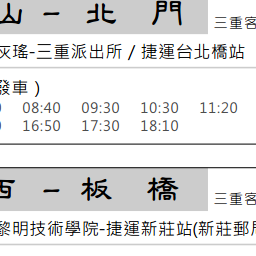 山 - 北 門 三重客
灰瑤-三重派出所 / 捷運台北橋站
發車 )
08:40 09:30 10:30 11:20
16:50 17:30 18:10
西 - 板 橋 三重客
黎明技術學院-捷運新莊站(新莊郵局